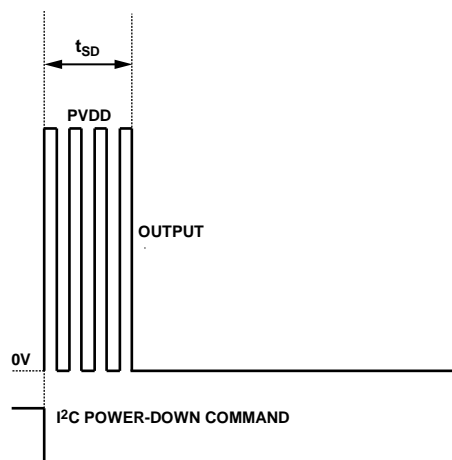 tSD
PVDD
OUTPUT
0V
I²C POWER-DOWN COMMAND